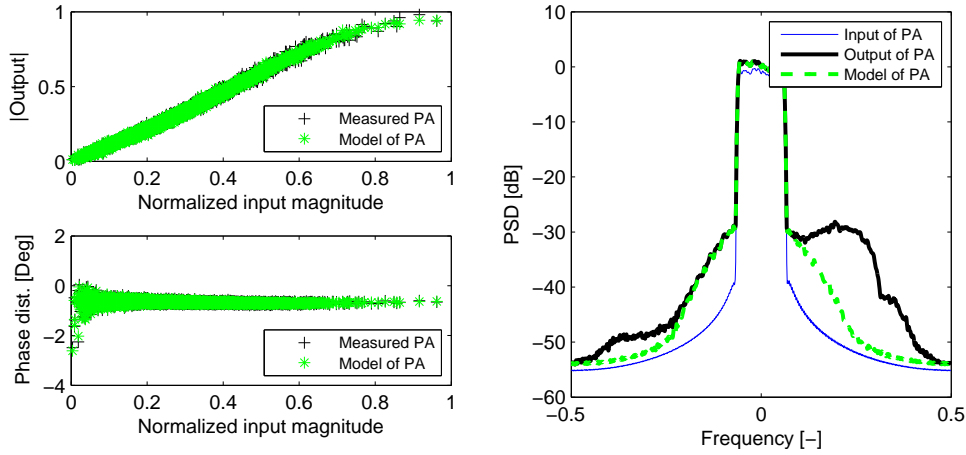 |Output|
1
0.5
0
0 0.2 0.4 0.6 0.8 1
Normalized input magnitude
Measured PA
Model of PA
Phase dist. [Deg]
2
0
−2
−4
0 0.2 0.4 0.6 0.8 1
Normalized input magnitude
Measured PA
Model of PA
PSD [dB]
0
−10
−20
−30
−40
−50
−60
−0.5 0 0.5
Frequency [−]
Input of PA
Output of PA
Model of PA